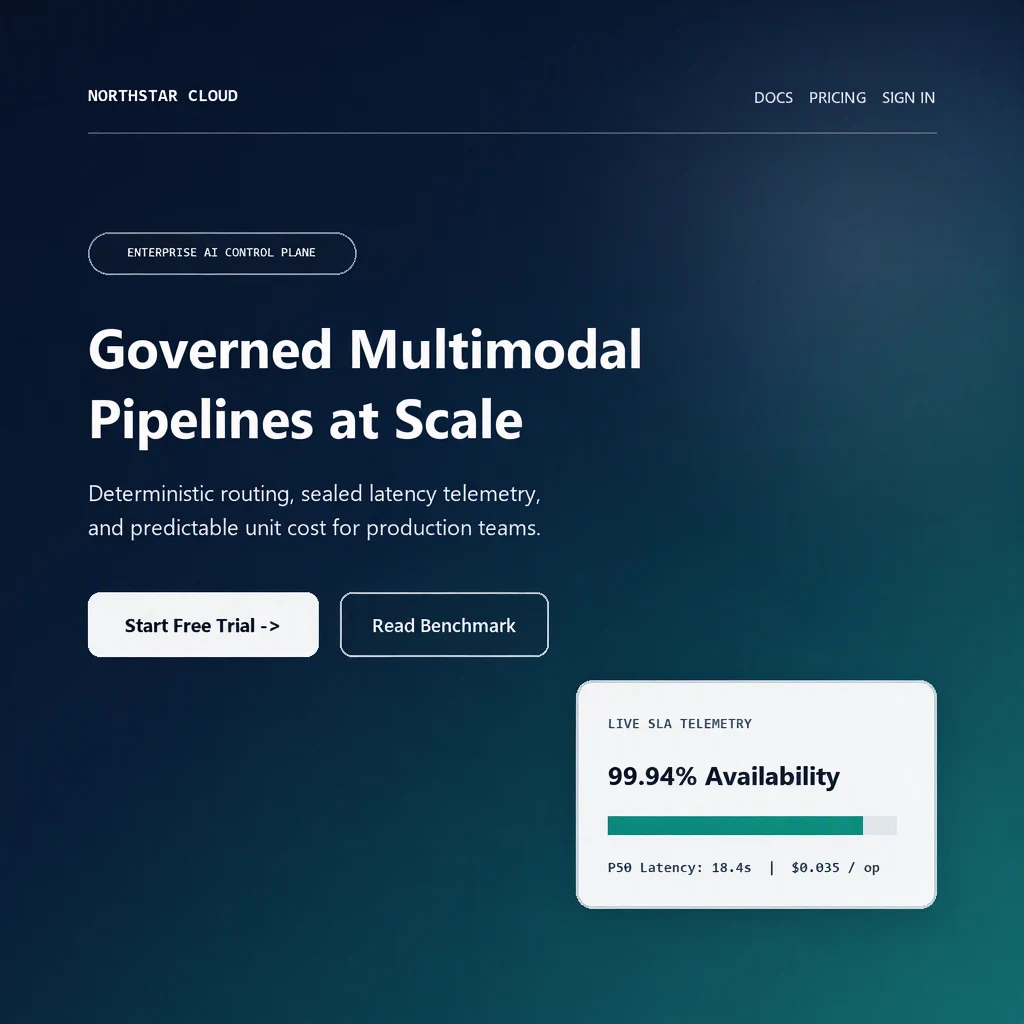 NORTHSTAR CLOUD
DOCS PRICING SIGN IN
ENTERPRISE AI CONTROL PLANE
Governed Multimodal
Pipelines at Scale
Deterministic routing, sealed latency telemetry,
and predictable unit cost for production teams.
Start Free Trial ->
Read Benchmark
LIVE SLA TELEMETRY
99.94% Availability
P50 Latency: 18.4s | $0.035 / op